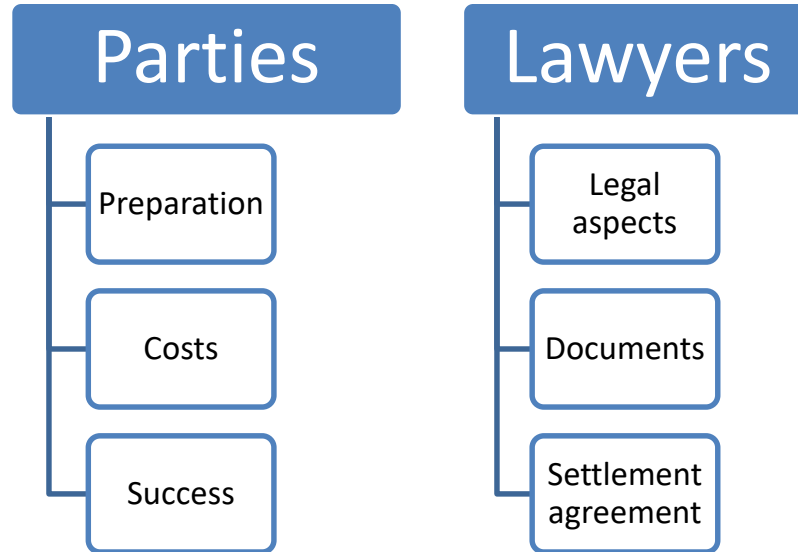 Parties
Preparation
Costs
Success
Lawyers
Legal
aspects
Documents
Settlement
agreement